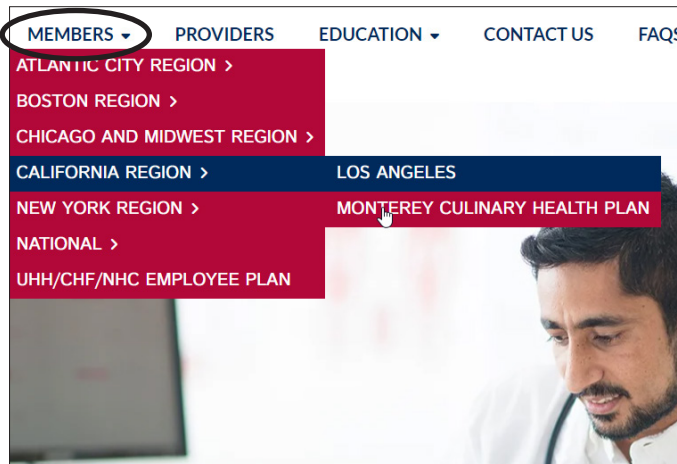 MEMBERS PROVIDERS EDUCATION CONTACT US FAQS
ATLANTIC CITY REGION >
BOSTON REGION >
CHICAGO AND MIDWEST REGION >
CALIFORNIA REGION > LOS ANGELES
NEW YORK REGION > MONTEREY CULINARY HEALTH PLAN
NATIONAL >
UHH/CHF/NHC EMPLOYEE PLAN